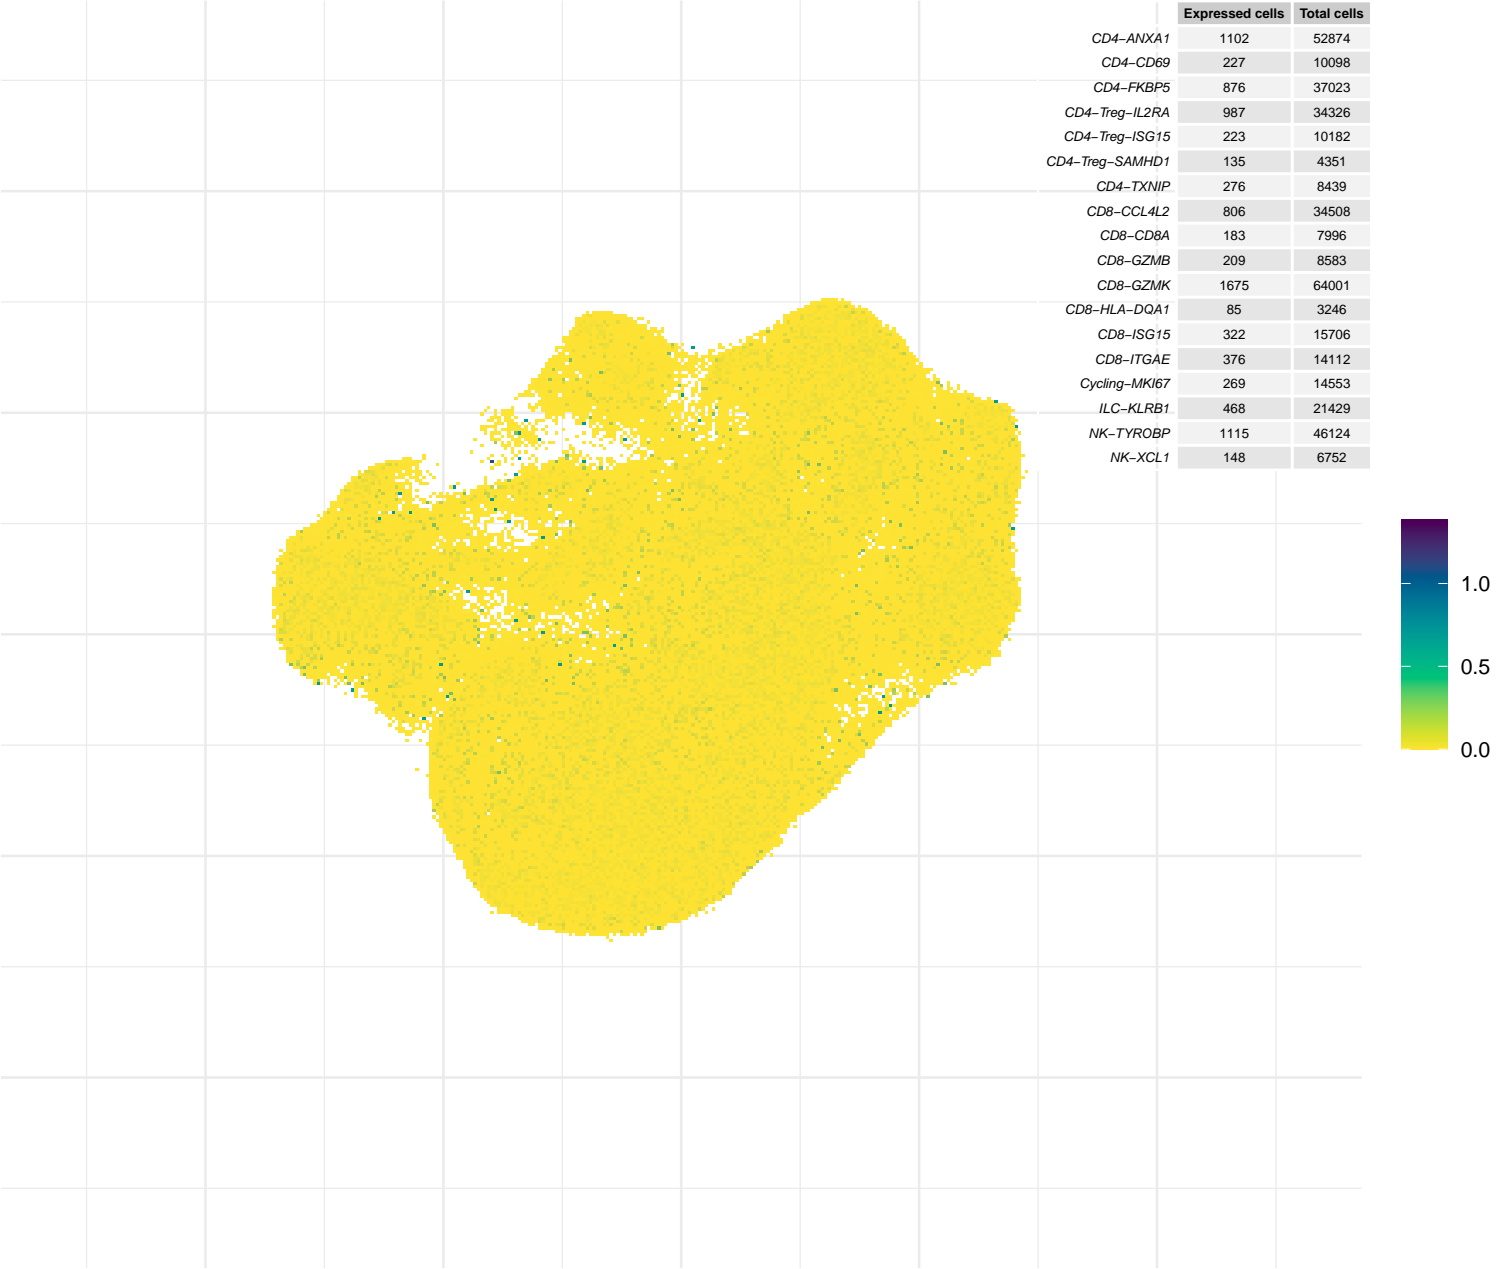 Expressed cells Total cells
CD4−ANXA1 1102 52874
CD4−CD69 227 10098
CD4−FKBP5 876 37023
CD4−Treg−IL2RA 987 34326
CD4−Treg−ISG15 223 10182
CD4−Treg−SAMHD1 135 4351
CD4−TXNIP 276 8439
CD8−CCL4L2 806 34508
CD8−CD8A 183 7996
CD8−GZMB 209 8583
CD8−GZMK 1675 64001
CD8−HLA−DQA1 85 3246
CD8−ISG15 322 15706
CD8−ITGAE 376 14112
Cycling−MKI67 269 14553
ILC−KLRB1 468 21429
NK−TYROBP 1115 46124
NK−XCL1 148 6752
1.0
0.5
0.0